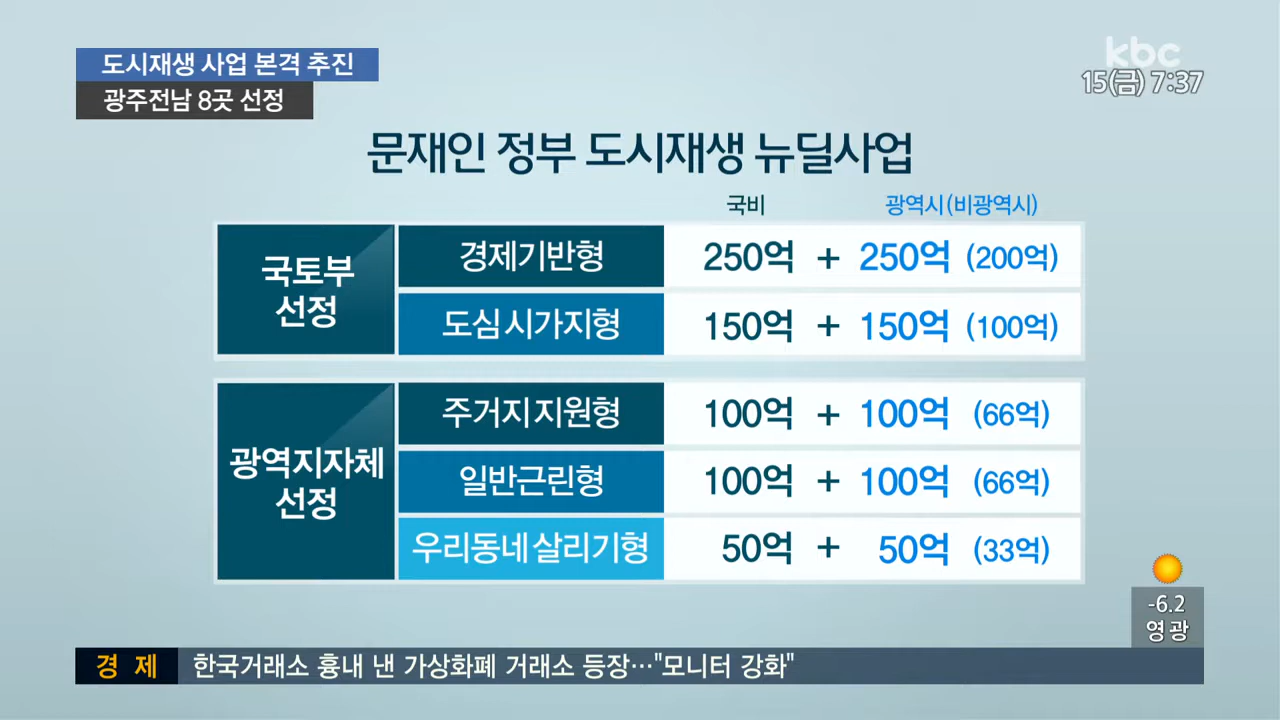 도시재생 사업 본격 추진
광주전남 8곳 선정
kbc
15(금) 7:37
문재인 정부 도시재생 뉴딜사업
국비 광역시(비광역시)
국토부
선정
경제기반형 250억 + 250억 (200억)
도심 시가지형 150억 + 150억 (100억)
광역지자체
선정
주거지 지원형 100억 + 100억 (66억)
일반근린형 100억 + 100억 (66억)
우리동네 살리기형 50억 + 50억 (33억)
-6.2
영광
경제 한국거래소 흉내 낸 가상화폐 거래소 등장…"모니터 강화"